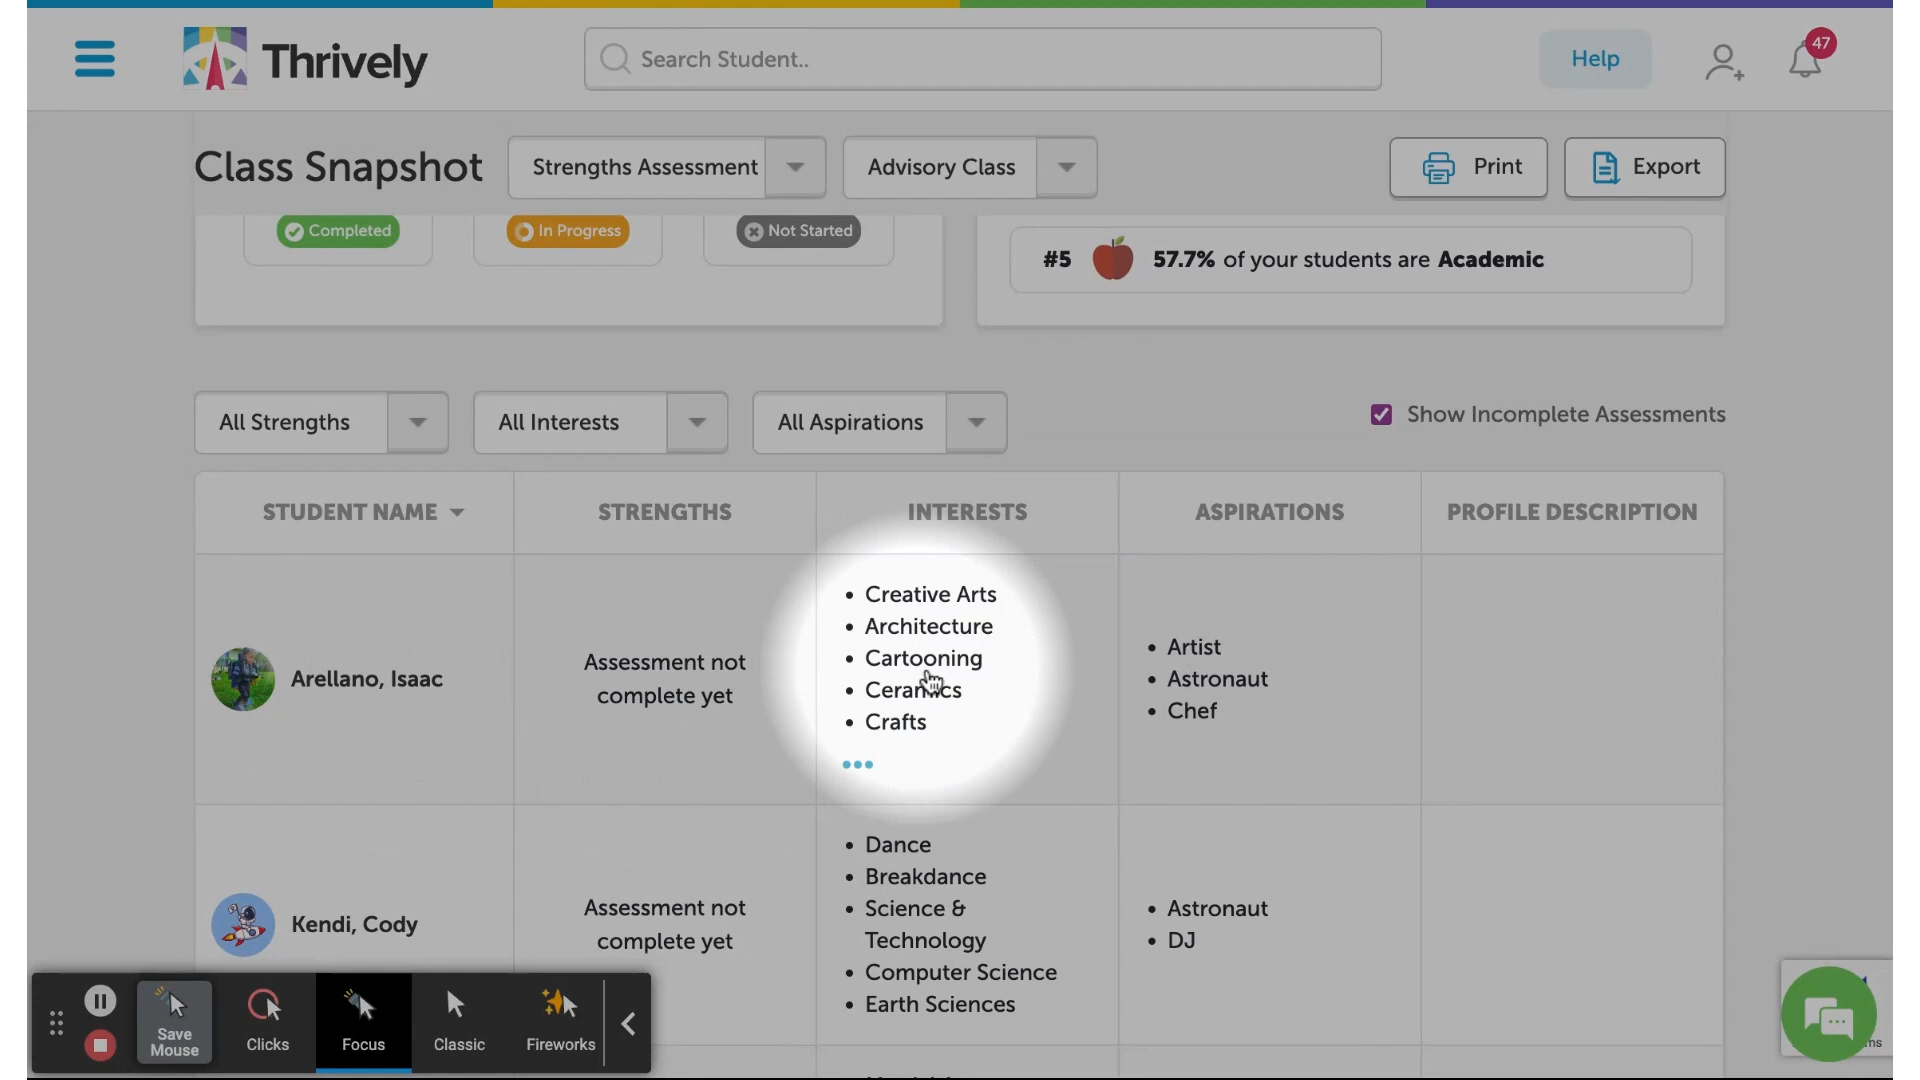 Thrively
Search Student..
Help
47
Class Snapshot
Strengths Assessment
Advisory Class
Print
Export
Completed
In Progress
Not Started
#5 57.7% of your students are Academic
All Strengths
All Interests
All Aspirations
Show Incomplete Assessments
STUDENT NAME
STRENGTHS
INTERESTS
ASPIRATIONS
PROFILE DESCRIPTION
Arellano, Isaac
Assessment not
complete yet
• Creative Arts
• Architecture
• Cartooning
• Ceramics
• Crafts
•••
• Artist
• Astronaut
• Chef
Kendi, Cody
Assessment not
complete yet
• Dance
• Breakdance
• Science &
Technology
• Computer Science
• Earth Sciences
• Astronaut
• DJ
Save
Mouse
Clicks
Focus
Classic
Fireworks